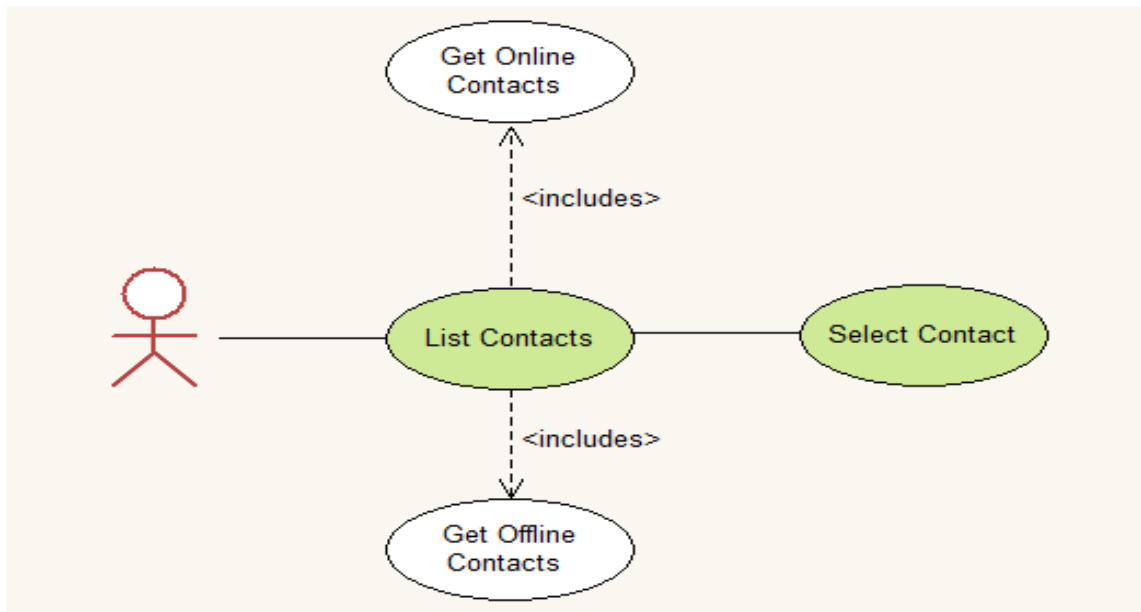 Get Online
Contacts
<includes>
List Contacts
Select Contact
<includes>
Get Offline
Contacts